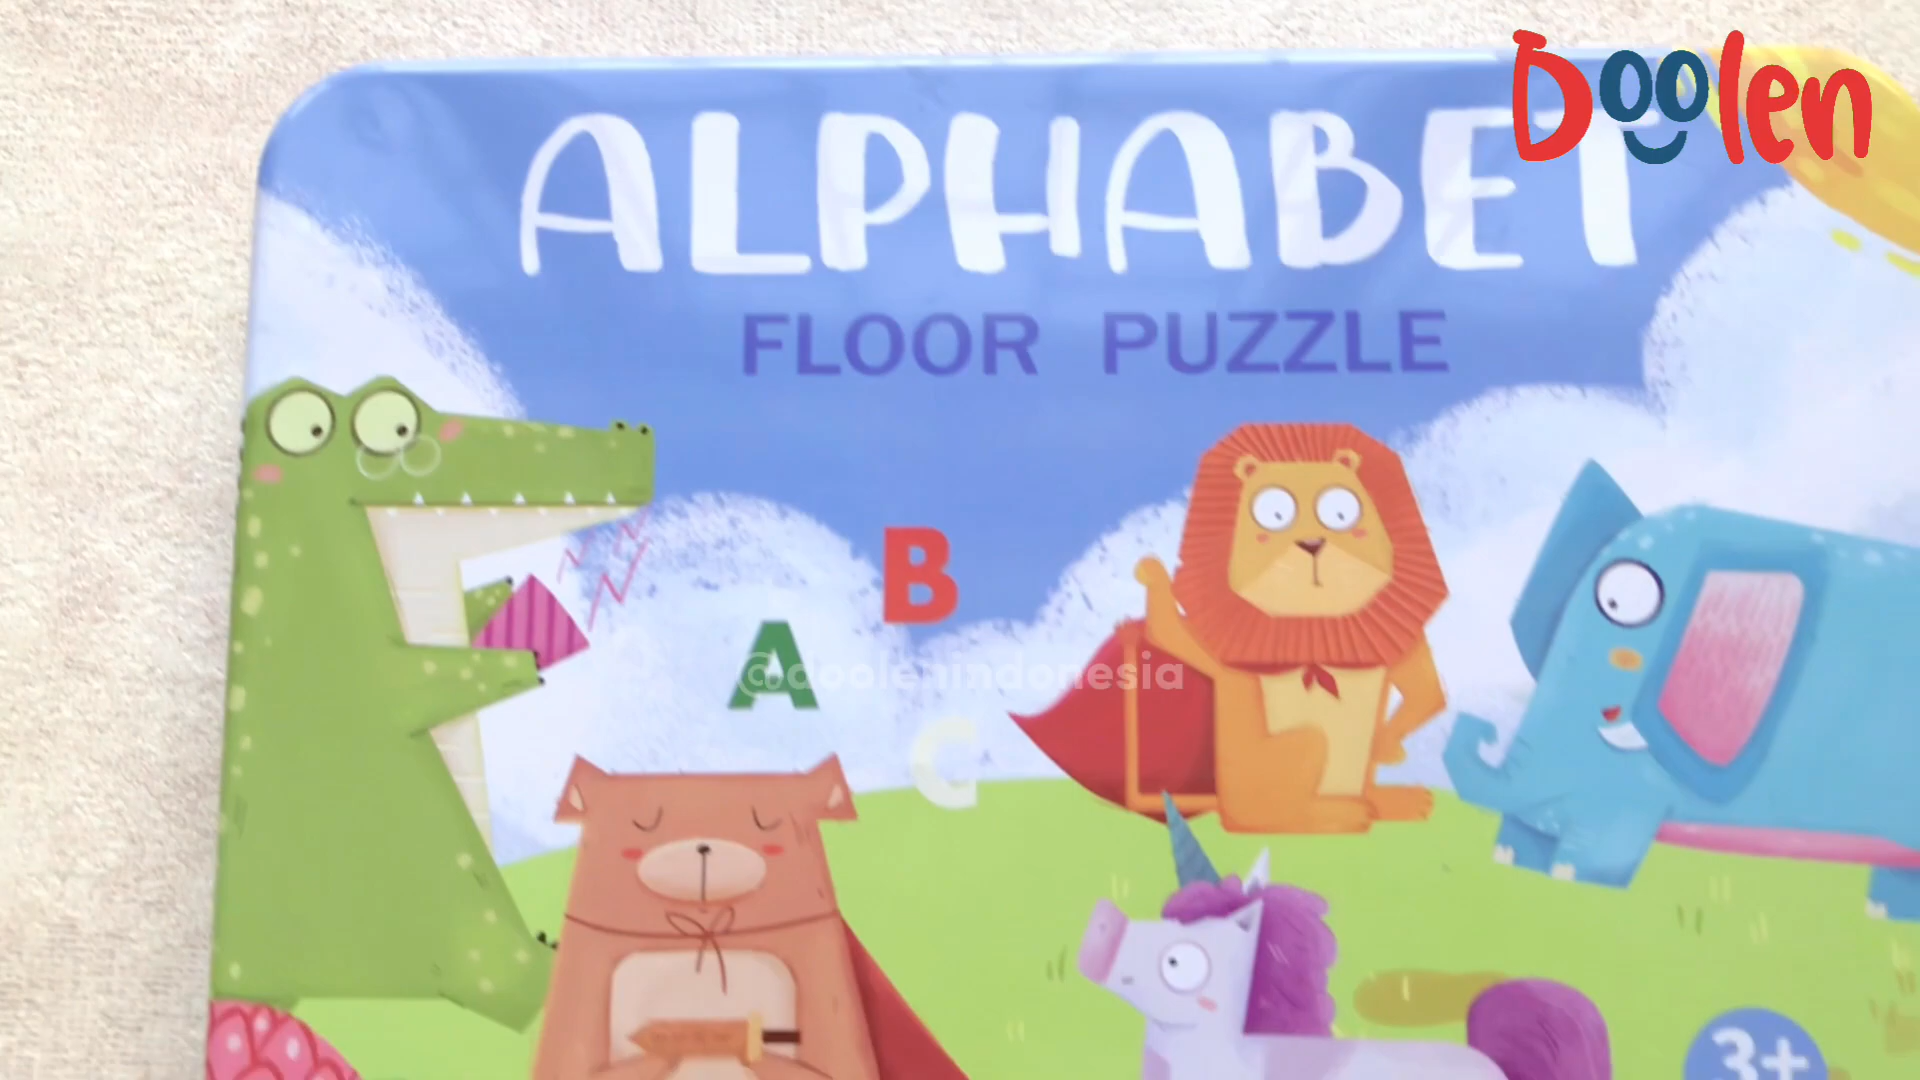 Doolen
ALPHABET
FLOOR PUZZLE
B
A
@doolenindonesia
C
3+